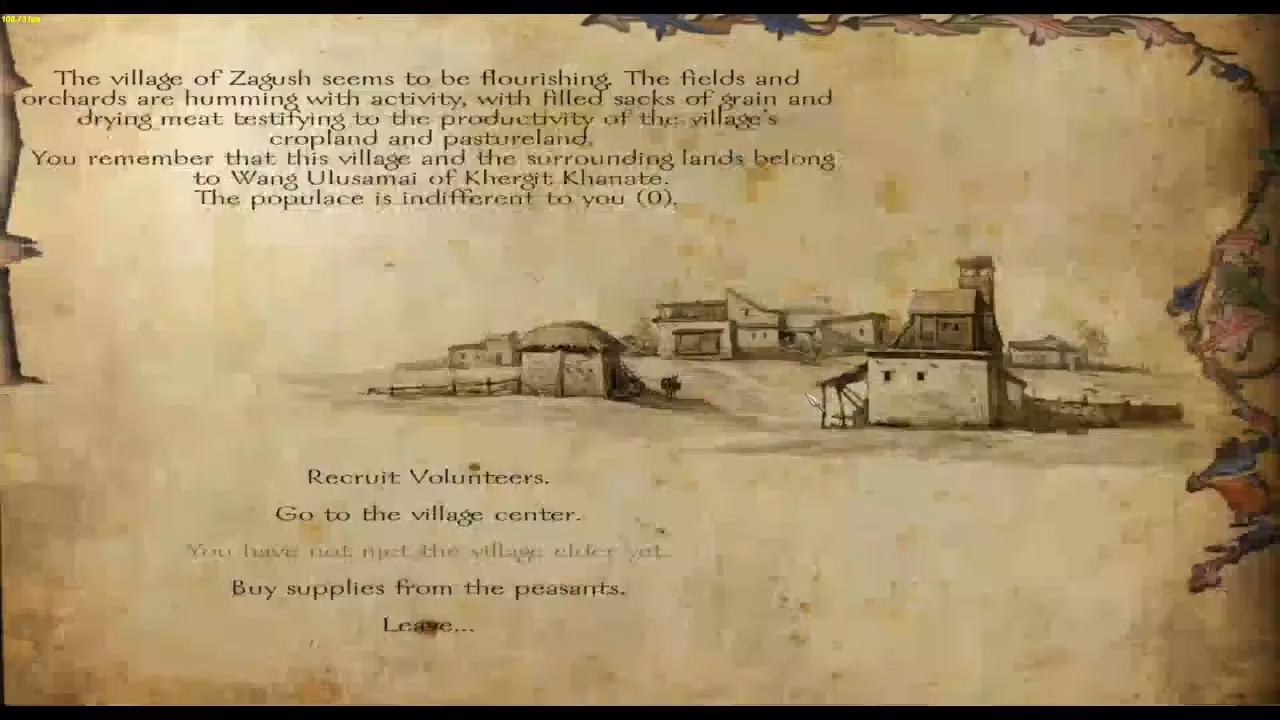 108.73 fps
The village of Zagush seems to be flourishing. The fields and
orchards are humming with activity, with filled sacks of grain and
drying meat testifying to the productivity of the village's
cropland and pastureland.
You remember that this village and the surrounding lands belong
to Wang Ulusamai of Khergit Khanate.
The populace is indifferent to you (0).
Recruit Volunteers.
Go to the village center.
You have not met the village elder yet.
Buy supplies from the peasants.
Leave...